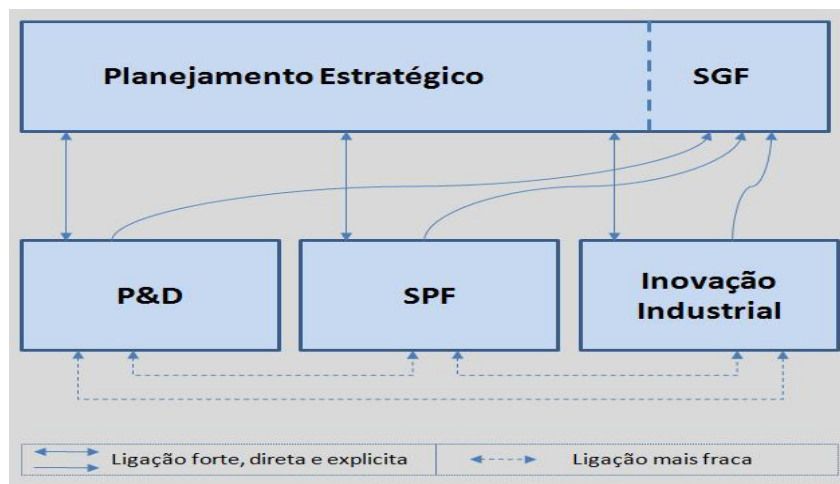 Planejamento Estratégico
SGF
P&D
SPF
Inovação
Industrial
Ligação forte, direta e explicita
Ligação mais fraca